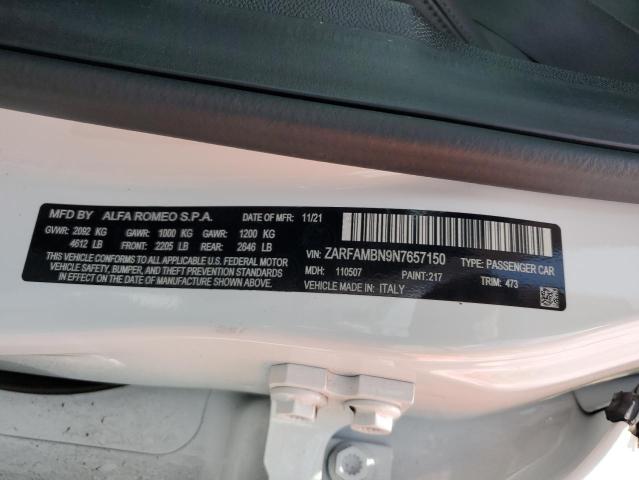 MFD BY ALFA ROMEO S.P.A. DATE OF MFR: 11/21
GVWR: 2092 KG GAWR: 1000 KG GAWR: 1200 KG
4612 LB FRONT: 2205 LB REAR: 2646 LB
THIS VEHICLE CONFORMS TO ALL APPLICABLE U.S. FEDERAL MOTOR
VEHICLE SAFETY, BUMPER, AND THEFT PREVENTION STANDARDS
IN EFFECT ON THE DATE OF MANUFACTURE SHOWN ABOVE.
VIN: ZARFAMBN9N7657150 TYPE: PASSENGER CAR
MDH: 110507 PAINT: 217 TRIM: 473
VEHICLE MADE IN: ITALY